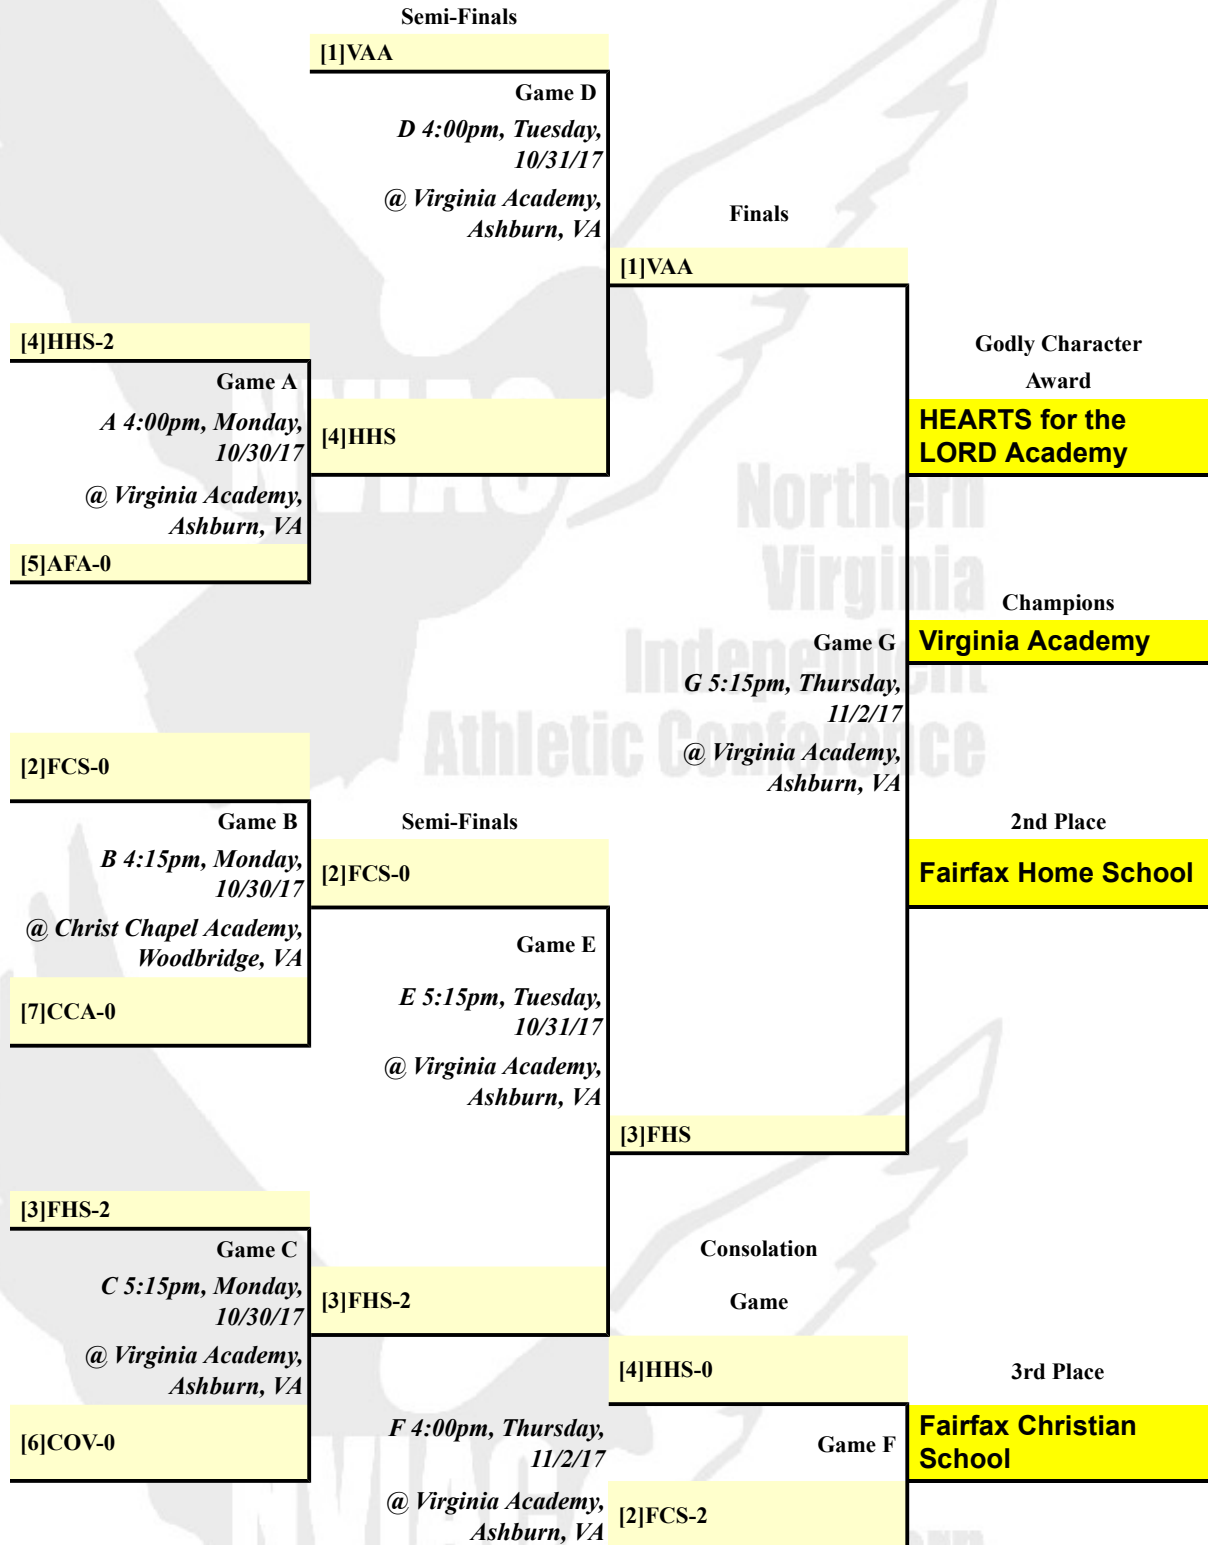 Semi-Finals
[1]VAA
Game D
D 4:00pm, Tuesday,
10/31/17
@ Virginia Academy,
Ashburn, VA
Finals
[1]VAA
[4]HHS-2
Game A
A 4:00pm, Monday,
10/30/17
@ Virginia Academy,
Ashburn, VA
[5]AFA-0
[4]HHS
Godly Character
Award
HEARTS for the
LORD Academy
Northern
Virginia
Independent
Athletic Conference
NVIAC
Champions
Virginia Academy
Game G
G 5:15pm, Thursday,
11/2/17
@ Virginia Academy,
Ashburn, VA
[2]FCS-0
Game B
B 4:15pm, Monday,
10/30/17
@ Christ Chapel Academy,
Woodbridge, VA
[7]CCA-0
Semi-Finals
[2]FCS-0
Game E
E 5:15pm, Tuesday,
10/31/17
@ Virginia Academy,
Ashburn, VA
2nd Place
Fairfax Home School
[3]FHS
[3]FHS-2
Game C
C 5:15pm, Monday,
10/30/17
@ Virginia Academy,
Ashburn, VA
[6]COV-0
[3]FHS-2
Consolation
Game
[4]HHS-0
F 4:00pm, Thursday,
11/2/17
@ Virginia Academy,
Ashburn, VA
Game F
[2]FCS-2
3rd Place
Fairfax Christian
School
NVIAC